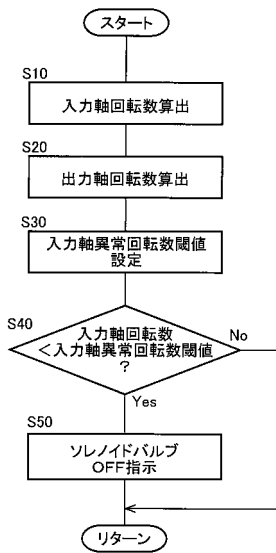 スタート
S10
入力軸回転数算出
S20
出力軸回転数算出
S30
入力軸異常回転数閾値
設定
S40
入力軸回転数
<入力軸異常回転数閾値
?
No
Yes
S50
ソレノイドバルブ
OFF指示
リターン